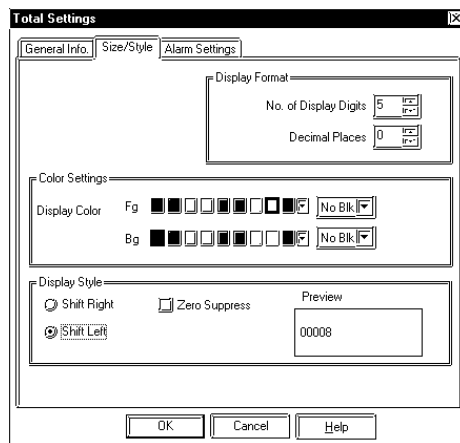 Total Settings
General Info. Size/Style Alarm Settings
Display Format
No. of Display Digits 5
Decimal Places 0
Color Settings
Display Color Fg No Blk
Bg No Blk
Display Style
Shift Right Zero Suppress Preview
Shift Left 00008
OK Cancel Help